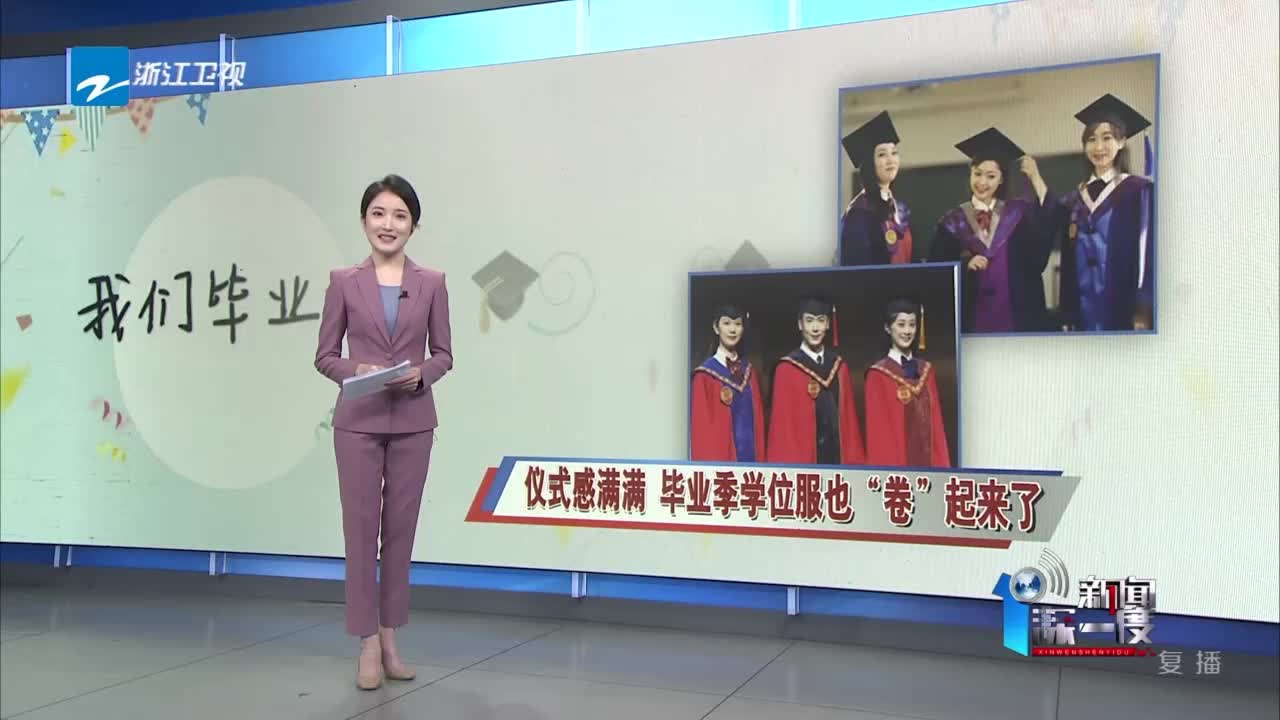 浙江卫视
我们毕业
仪式感满满 毕业季学位服也“卷”起来了
新闻
深一度
XINWENSHENYIDU
复播